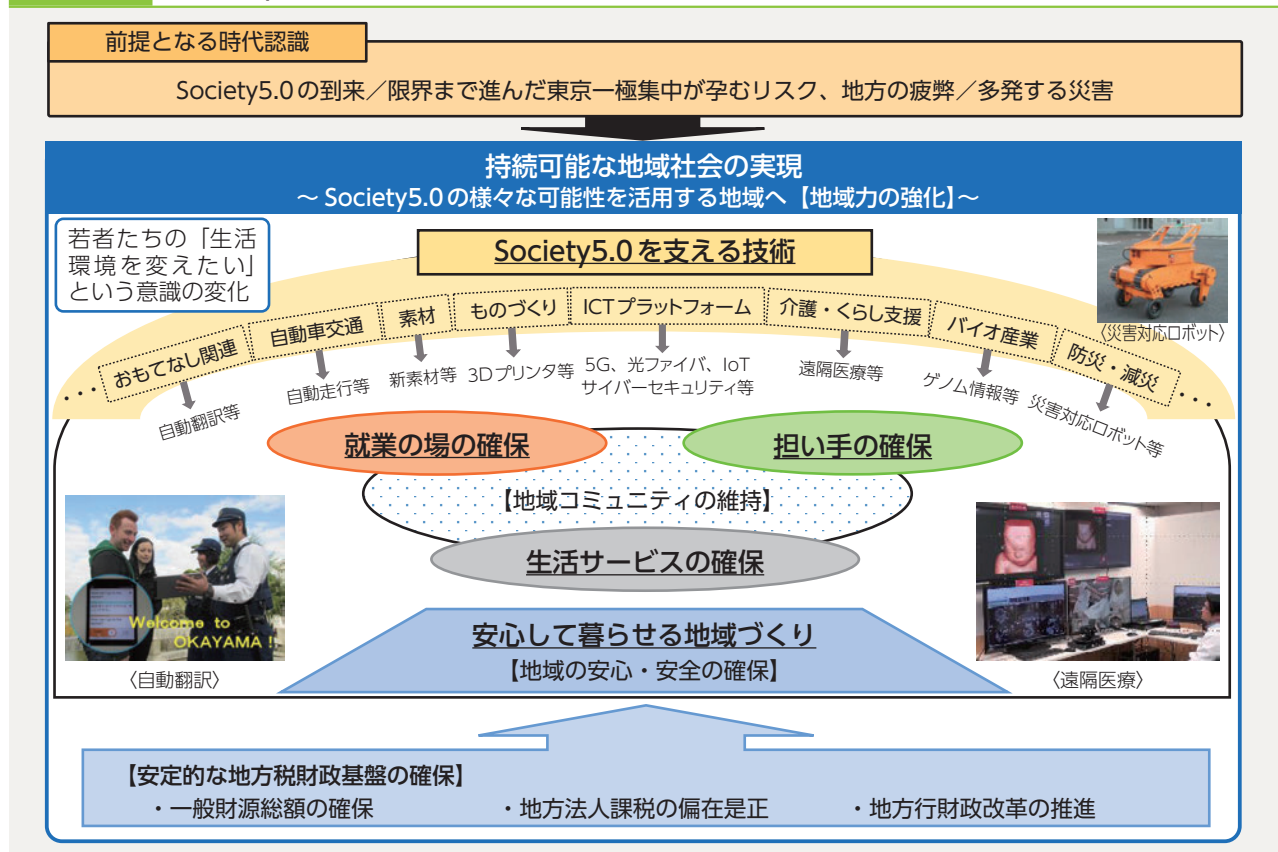 前提となる時代認識
Society5.0の到来／限界まで進んだ東京一極集中が孕むリスク、地方の疲弊／多発する災害
持続可能な地域社会の実現
～ Society5.0の様々な可能性を活用する地域へ【地域力の強化】～
若者たちの「生活
環境を変えたい」
という意識の変化
Society5.0を支える技術
〈災害対応ロボット〉
・・・
おもてなし関連
自動車交通
素材
ものづくり
ICTプラットフォーム
介護・くらし支援
バイオ産業
防災・減災
・・・
自動翻訳等
自動走行等
新素材等
3Dプリンタ等
5G、光ファイバ、IoT
サイバーセキュリティ等
遠隔医療等
ゲノム情報等
災害対応ロボット等
就業の場の確保
担い手の確保
【地域コミュニティの維持】
生活サービスの確保
Welcome to
OKAYAMA !!
〈自動翻訳〉
安心して暮らせる地域づくり
【地域の安心・安全の確保】
〈遠隔医療〉
【安定的な地方税財政基盤の確保】
・一般財源総額の確保
・地方法人課税の偏在是正
・地方行財政改革の推進